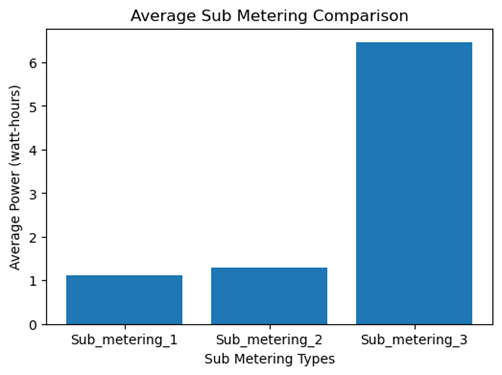 Average Sub Metering Comparison
Average Power (watt-hours)
6
5
4
3
2
1
0
Sub_metering_1 Sub_metering_2 Sub_metering_3
Sub Metering Types